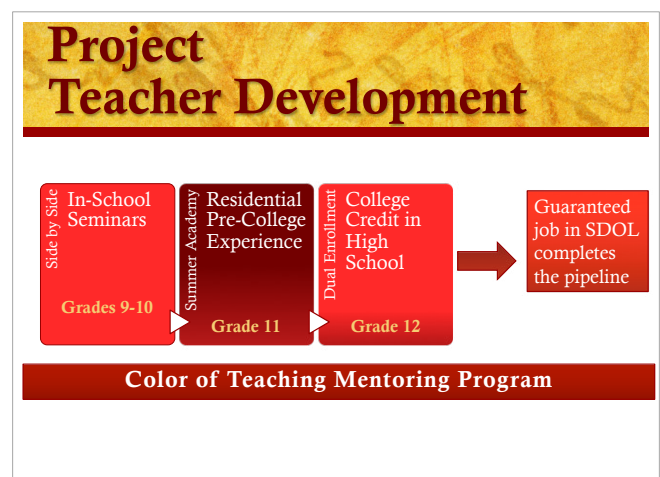 Project
Teacher Development
Side by Side
In-School
Seminars
Grades 9-10
Summer Academy
Residential
Pre-College
Experience
Grade 11
Dual Enrollment
College
Credit in
High
School
Grade 12
Guaranteed
job in SDOL
completes
the pipeline
Color of Teaching Mentoring Program